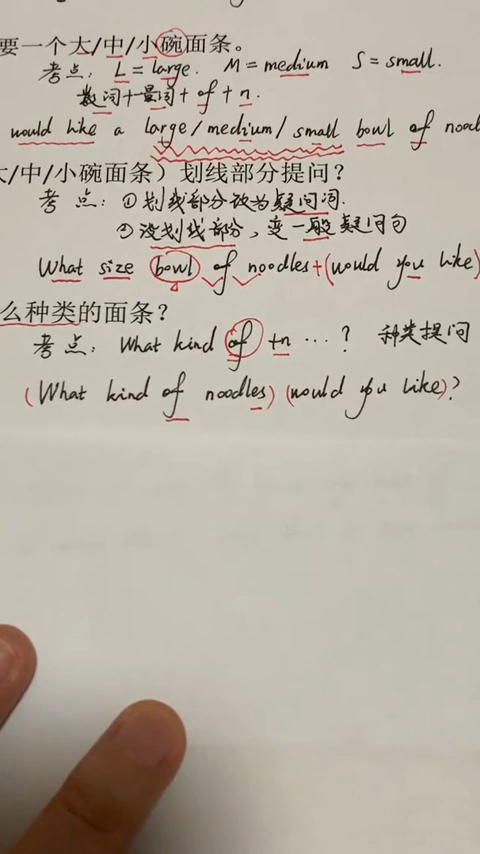 要一个大/中/小碗面条。
考点: L = large. M = medium S = small.
数词+量词+of+n.
would like a large/medium/small bowl of nood
大/中/小碗面条）划线部分提问？
考点: ①划线部分改为疑问词.
②没划线部分，变一般疑问句
What size bowl of noodles+(would you like)
么种类的面条？
考点: What kind of +n ...? 种类提问
(What kind of noodles) (would you like)?